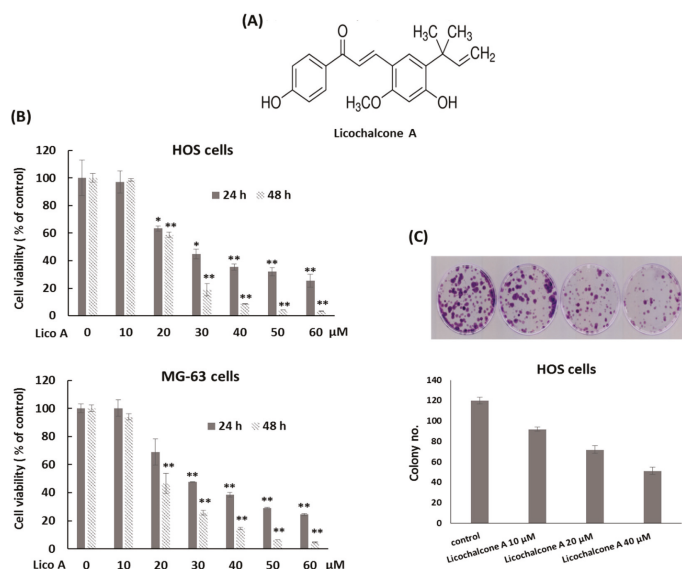 (A)
O
H₃C
CH₃
CH₂
HO
H₃CO
OH
Licochalcone A
(B)
HOS cells
Cell viability ( % of control)
120
100
80
60
40
20
0
24 h
48 h
* ** * ** ** ** ** ** ** **
Lico A 0 10 20 30 40 50 60 μM
MG-63 cells
Cell viability ( % of control)
120
100
80
60
40
20
0
24 h
48 h
** ** ** ** ** ** ** ** **
Lico A 0 10 20 30 40 50 60 μM
(C)
HOS cells
Colony no.
140
120
100
80
60
40
20
0
control
Licochalcone A 10 μM
Licochalcone A 20 μM
Licochalcone A 40 μM